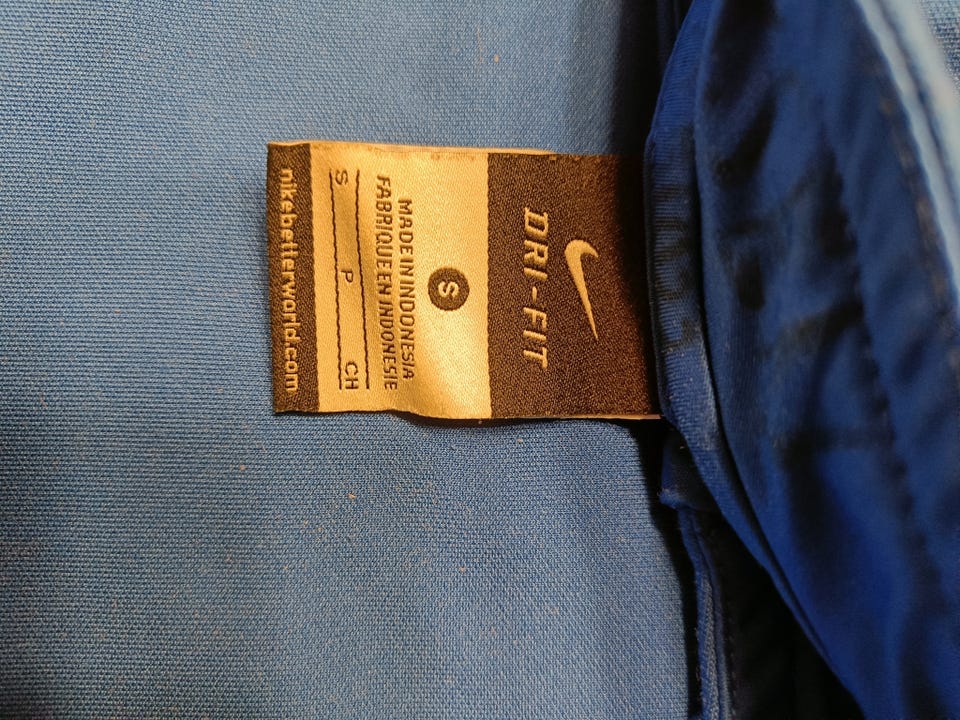 DRI-FIT
S
MADE IN INDONESIA
FABRIQUE EN INDONESIE
S P CH
nikebetterworld.com